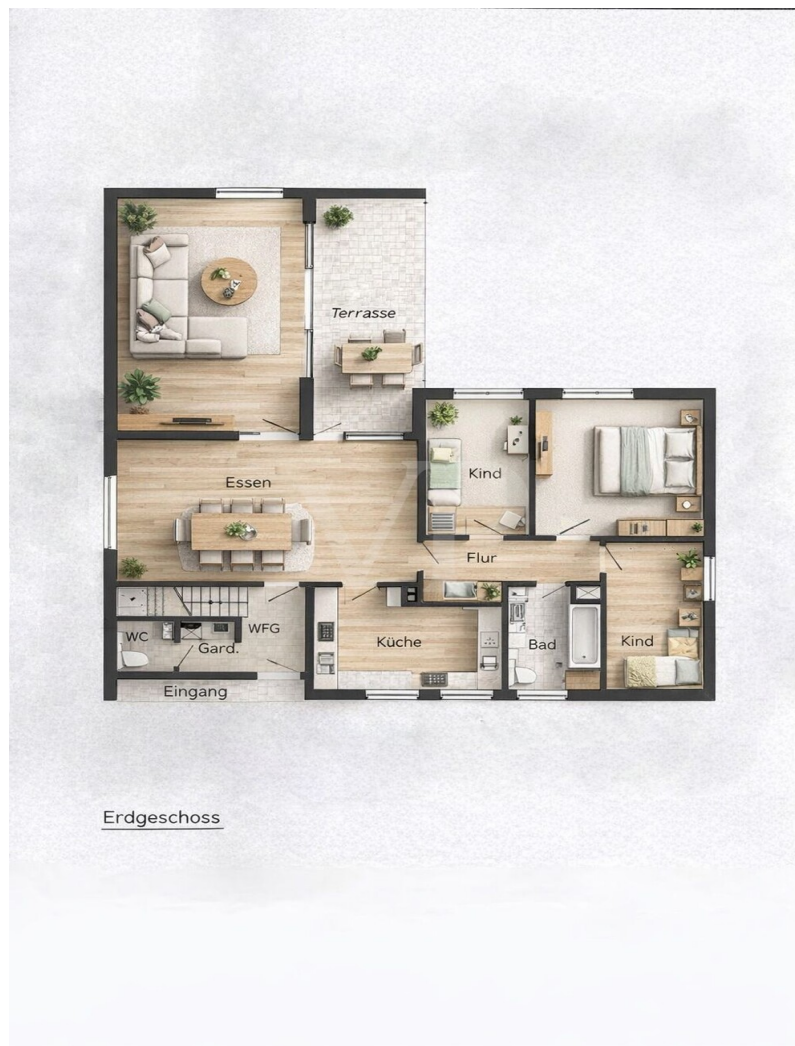 Terrasse
Essen
Kind
Flur
WC
Gard.
WFG
Küche
Bad
Kind
Eingang
Erdgeschoss